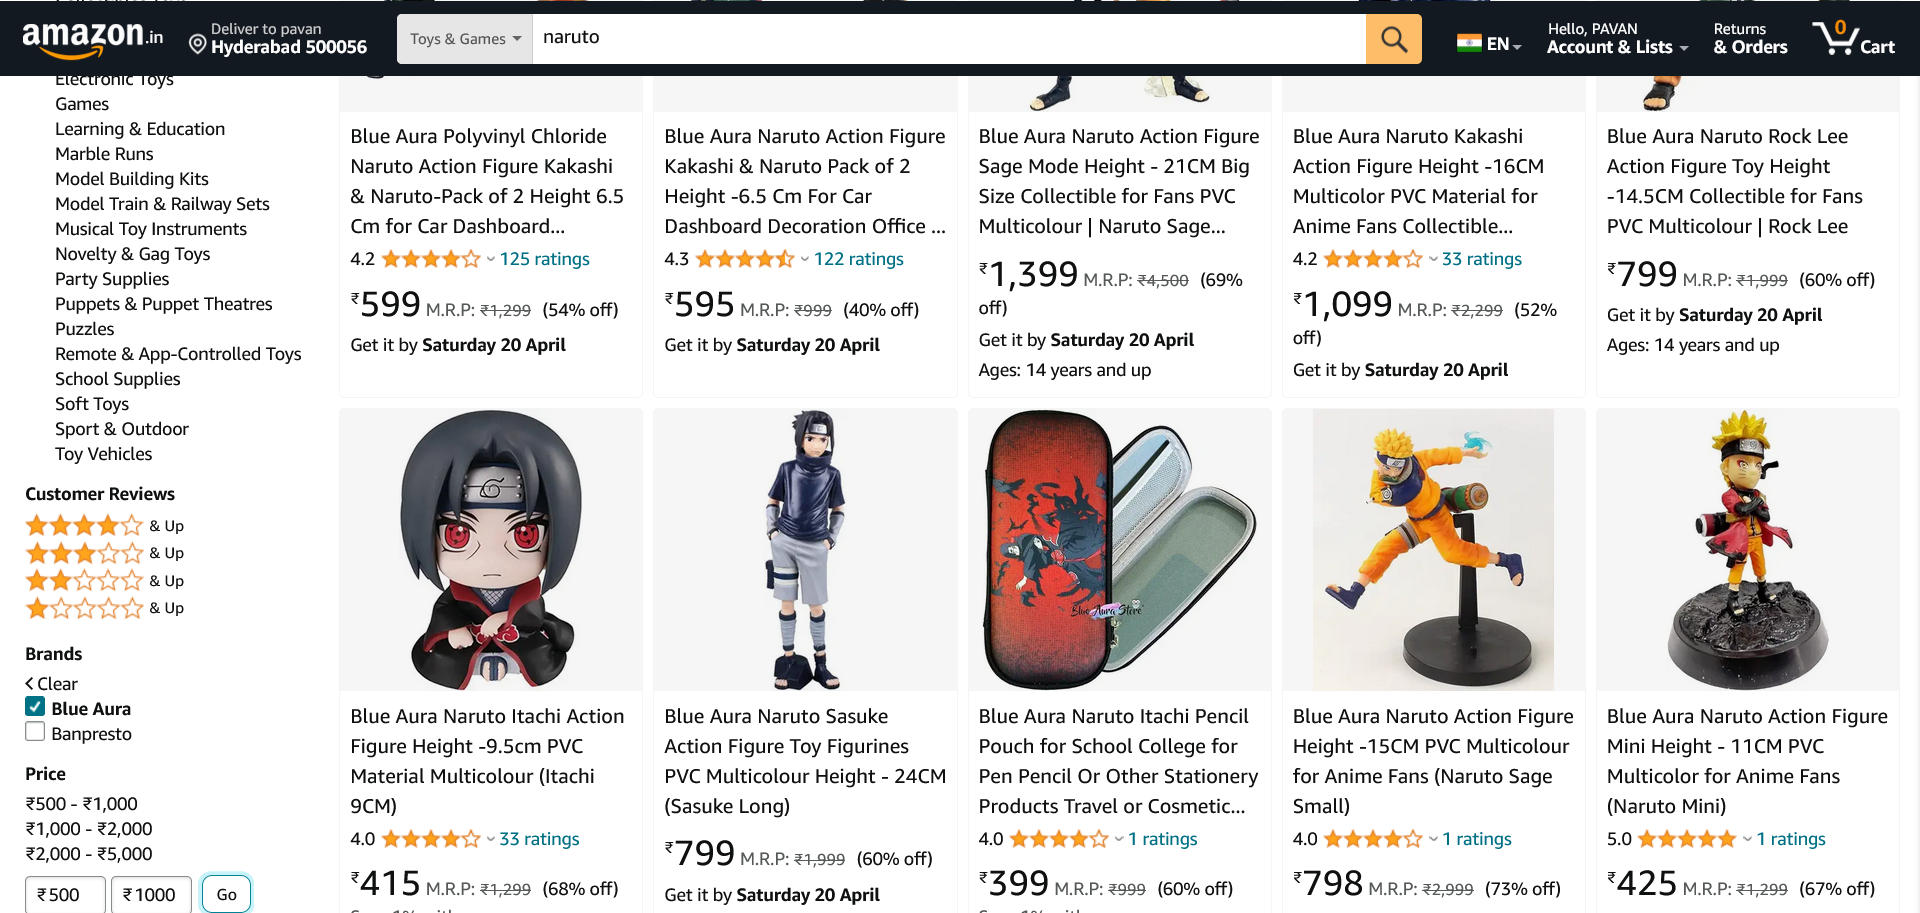 amazon.in
Deliver to pavan
Hyderabad 500056
Toys & Games
naruto
EN
Hello, PAVAN
Account & Lists
Returns
& Orders
0
Cart
Electronic Toys
Games
Learning & Education
Marble Runs
Model Building Kits
Model Train & Railway Sets
Musical Toy Instruments
Novelty & Gag Toys
Party Supplies
Puppets & Puppet Theatres
Puzzles
Remote & App-Controlled Toys
School Supplies
Soft Toys
Sport & Outdoor
Toy Vehicles
Customer Reviews
& Up
& Up
& Up
& Up
Brands
Clear
Blue Aura
Banpresto
Price
₹500 - ₹1,000
₹1,000 - ₹2,000
₹2,000 - ₹5,000
₹500
₹1000
Go
Blue Aura Polyvinyl Chloride
Naruto Action Figure Kakashi
& Naruto-Pack of 2 Height 6.5
Cm for Car Dashboard...
4.2 125 ratings
₹599 M.R.P: ₹1,299 (54% off)
Get it by Saturday 20 April
Blue Aura Naruto Action Figure
Kakashi & Naruto Pack of 2
Height -6.5 Cm For Car
Dashboard Decoration Office ...
4.3 122 ratings
₹595 M.R.P: ₹999 (40% off)
Get it by Saturday 20 April
Blue Aura Naruto Action Figure
Sage Mode Height - 21CM Big
Size Collectible for Fans PVC
Multicolour | Naruto Sage...
₹1,399 M.R.P: ₹4,500 (69%
off)
Get it by Saturday 20 April
Ages: 14 years and up
Blue Aura Naruto Kakashi
Action Figure Height -16CM
Multicolor PVC Material for
Anime Fans Collectible...
4.2 33 ratings
₹1,099 M.R.P: ₹2,299 (52%
off)
Get it by Saturday 20 April
Blue Aura Naruto Rock Lee
Action Figure Toy Height
-14.5CM Collectible for Fans
PVC Multicolour | Rock Lee
₹799 M.R.P: ₹1,999 (60% off)
Get it by Saturday 20 April
Ages: 14 years and up
Blue Aura Naruto Itachi Action
Figure Height -9.5cm PVC
Material Multicolour (Itachi
9CM)
4.0 33 ratings
₹415 M.R.P: ₹1,299 (68% off)
Blue Aura Naruto Sasuke
Action Figure Toy Figurines
PVC Multicolour Height - 24CM
(Sasuke Long)
₹799 M.R.P: ₹1,999 (60% off)
Get it by Saturday 20 April
Blue Aura Store
Blue Aura Naruto Itachi Pencil
Pouch for School College for
Pen Pencil Or Other Stationery
Products Travel or Cosmetic...
4.0 1 ratings
₹399 M.R.P: ₹999 (60% off)
Blue Aura Naruto Action Figure
Height -15CM PVC Multicolour
for Anime Fans (Naruto Sage
Small)
4.0 1 ratings
₹798 M.R.P: ₹2,999 (73% off)
Blue Aura Naruto Action Figure
Mini Height - 11CM PVC
Multicolor for Anime Fans
(Naruto Mini)
5.0 1 ratings
₹425 M.R.P: ₹1,299 (67% off)